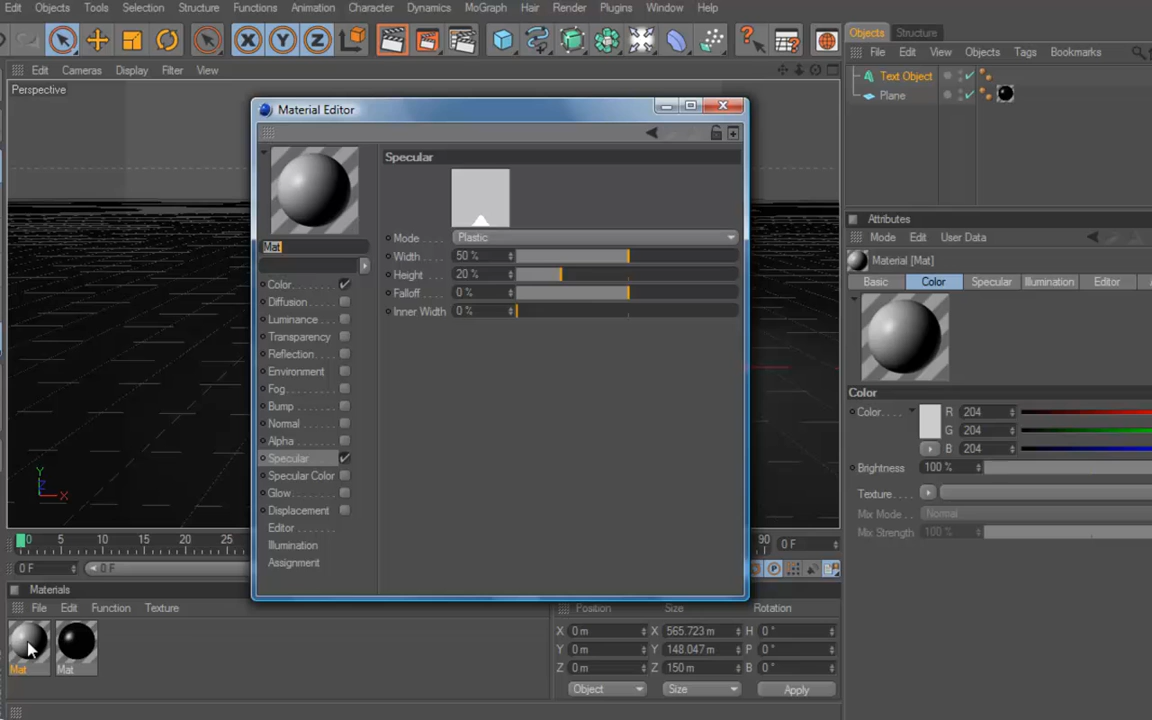 Edit Objects Tools Selection Structure Functions Animation Character Dynamics MoGraph Hair Render Plugins Window Help
Objects Structure
File Edit View Objects Tags Bookmarks
Text Object
Plane
Edit Cameras Display Filter View
Perspective
Material Editor
Specular
Mat
Mode Plastic
Width 50 %
Height 20 %
Falloff 0 %
Inner Width 0 %
Color
Diffusion
Luminance
Transparency
Reflection
Environment
Fog
Bump
Normal
Alpha
Specular
Specular Color
Glow
Displacement
Editor
Illumination
Assignment
Attributes
Mode Edit User Data
Material [Mat]
Basic Color Specular Illumination Editor
Color
Color R 204
G 204
B 204
Brightness 100 %
Texture
Mix Mode Normal
Mix Strength 100 %
Y
Z
X
0 5 10 15 20 25 90 0 F
0 F 0 F
Materials
File Edit Function Texture
Mat Mat
Position Size Rotation
X 0 m X 565.723 m H 0 °
Y 0 m Y 148.047 m P 0 °
Z 0 m Z 150 m B 0 °
Object Size Apply